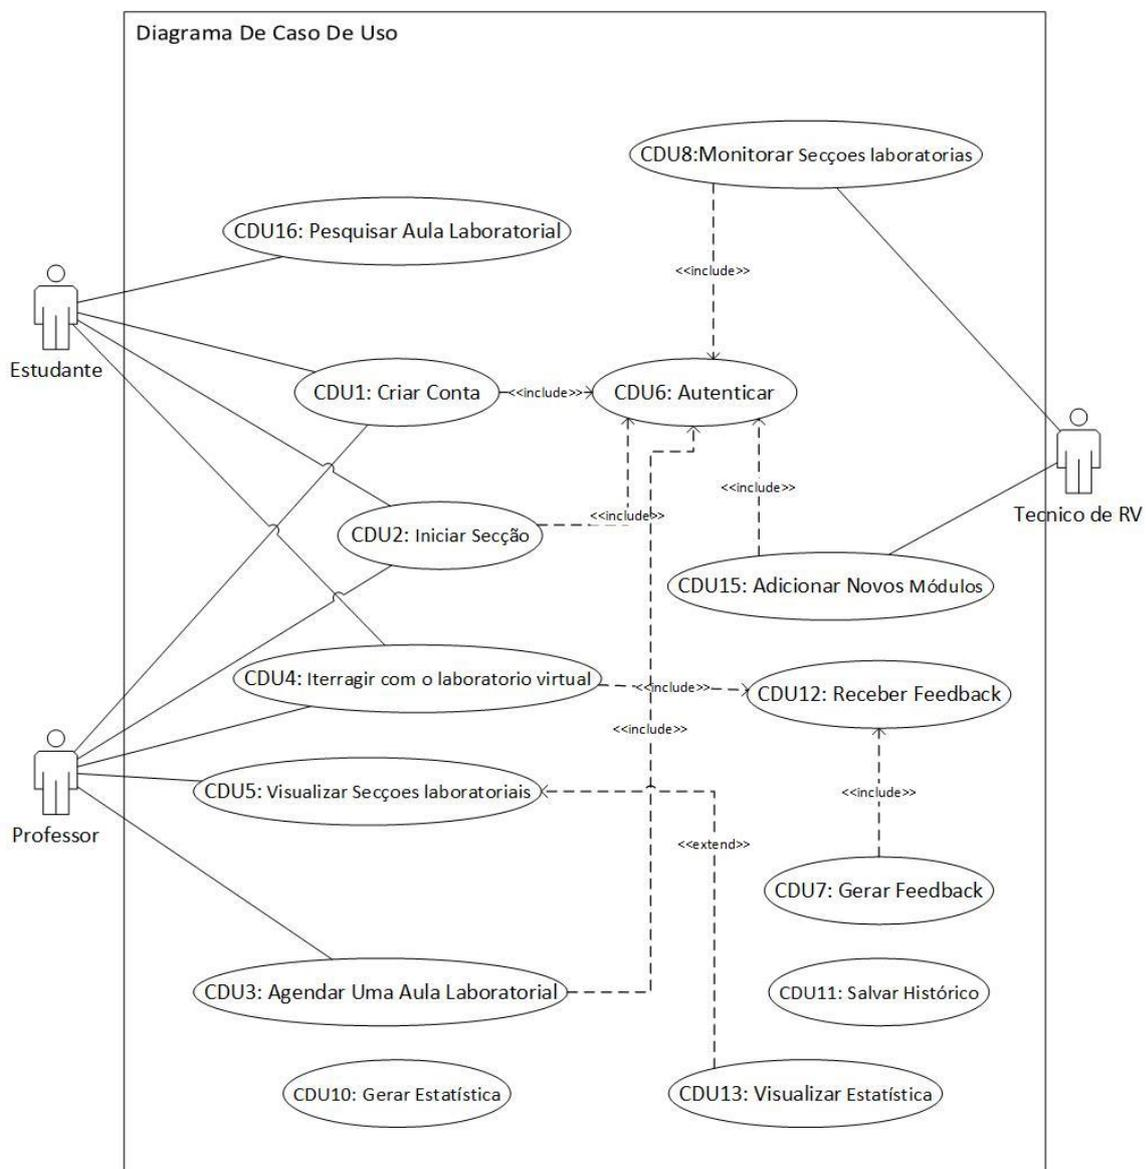 Diagrama De Caso De Uso
CDU8:Monitorar Secçoes laboratorias
CDU16: Pesquisar Aula Laboratorial
<<include>>
Estudante
CDU1: Criar Conta
<<include>>
CDU6: Autenticar
<<include>>
Tecnico de RV
<<include>>
CDU2: Iniciar Secção
CDU15: Adicionar Novos Módulos
CDU4: Iterragir com o laboratorio virtual
<<include>>
CDU12: Receber Feedback
<<include>>
CDU5: Visualizar Secçoes laboratoriais
<<include>>
Professor
<<extend>>
CDU7: Gerar Feedback
CDU3: Agendar Uma Aula Laboratorial
CDU11: Salvar Histórico
CDU10: Gerar Estatística
CDU13: Visualizar Estatística